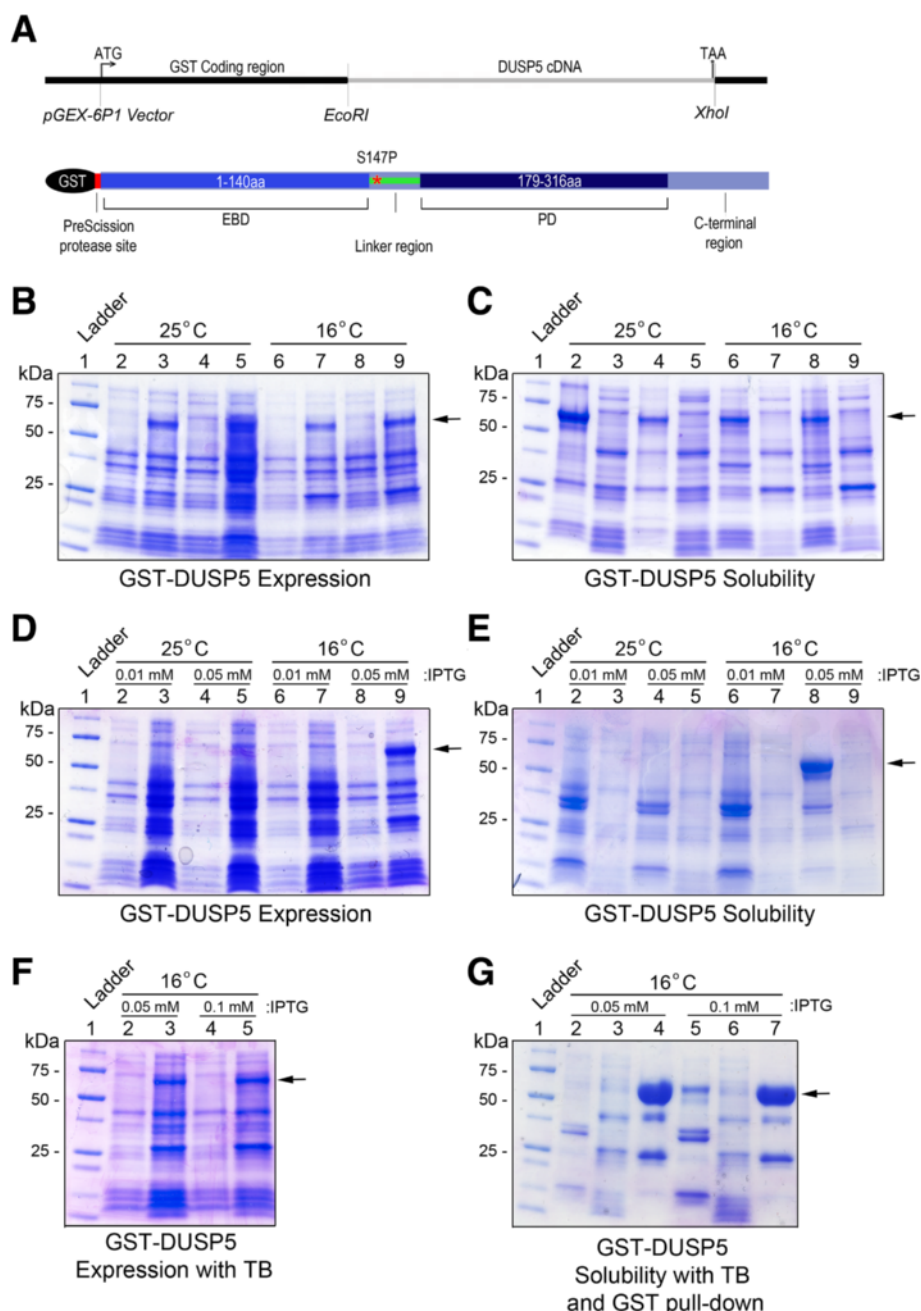 A
ATG
GST Coding region
DUSP5 cDNA
TAA
pGEX-6P1 Vector
EcoRI
XhoI
S147P
GST
1-140aa
179-316aa
PreScission
protease site
EBD
Linker region
PD
C-terminal
region
B
Ladder
25°C
16°C
1 2 3 4 5 6 7 8 9
kDa
75 -
50 -
25 -
GST-DUSP5 Expression
C
Ladder
25°C
16°C
1 2 3 4 5 6 7 8 9
kDa
75 -
50 -
25 -
GST-DUSP5 Solubility
D
Ladder
25°C
16°C
0.01 mM 0.05 mM 0.01 mM 0.05 mM :IPTG
1 2 3 4 5 6 7 8 9
kDa
75 -
50 -
25 -
GST-DUSP5 Expression
E
Ladder
25°C
16°C
0.01 mM 0.05 mM 0.01 mM 0.05 mM :IPTG
1 2 3 4 5 6 7 8 9
kDa
75 -
50 -
25 -
GST-DUSP5 Solubility
F
Ladder
16°C
0.05 mM 0.1 mM :IPTG
1 2 3 4 5
kDa
75 -
50 -
25 -
GST-DUSP5
Expression with TB
G
Ladder
16°C
0.05 mM 0.1 mM :IPTG
1 2 3 4 5 6 7
kDa
75 -
50 -
25 -
GST-DUSP5
Solubility with TB
and GST pull-down